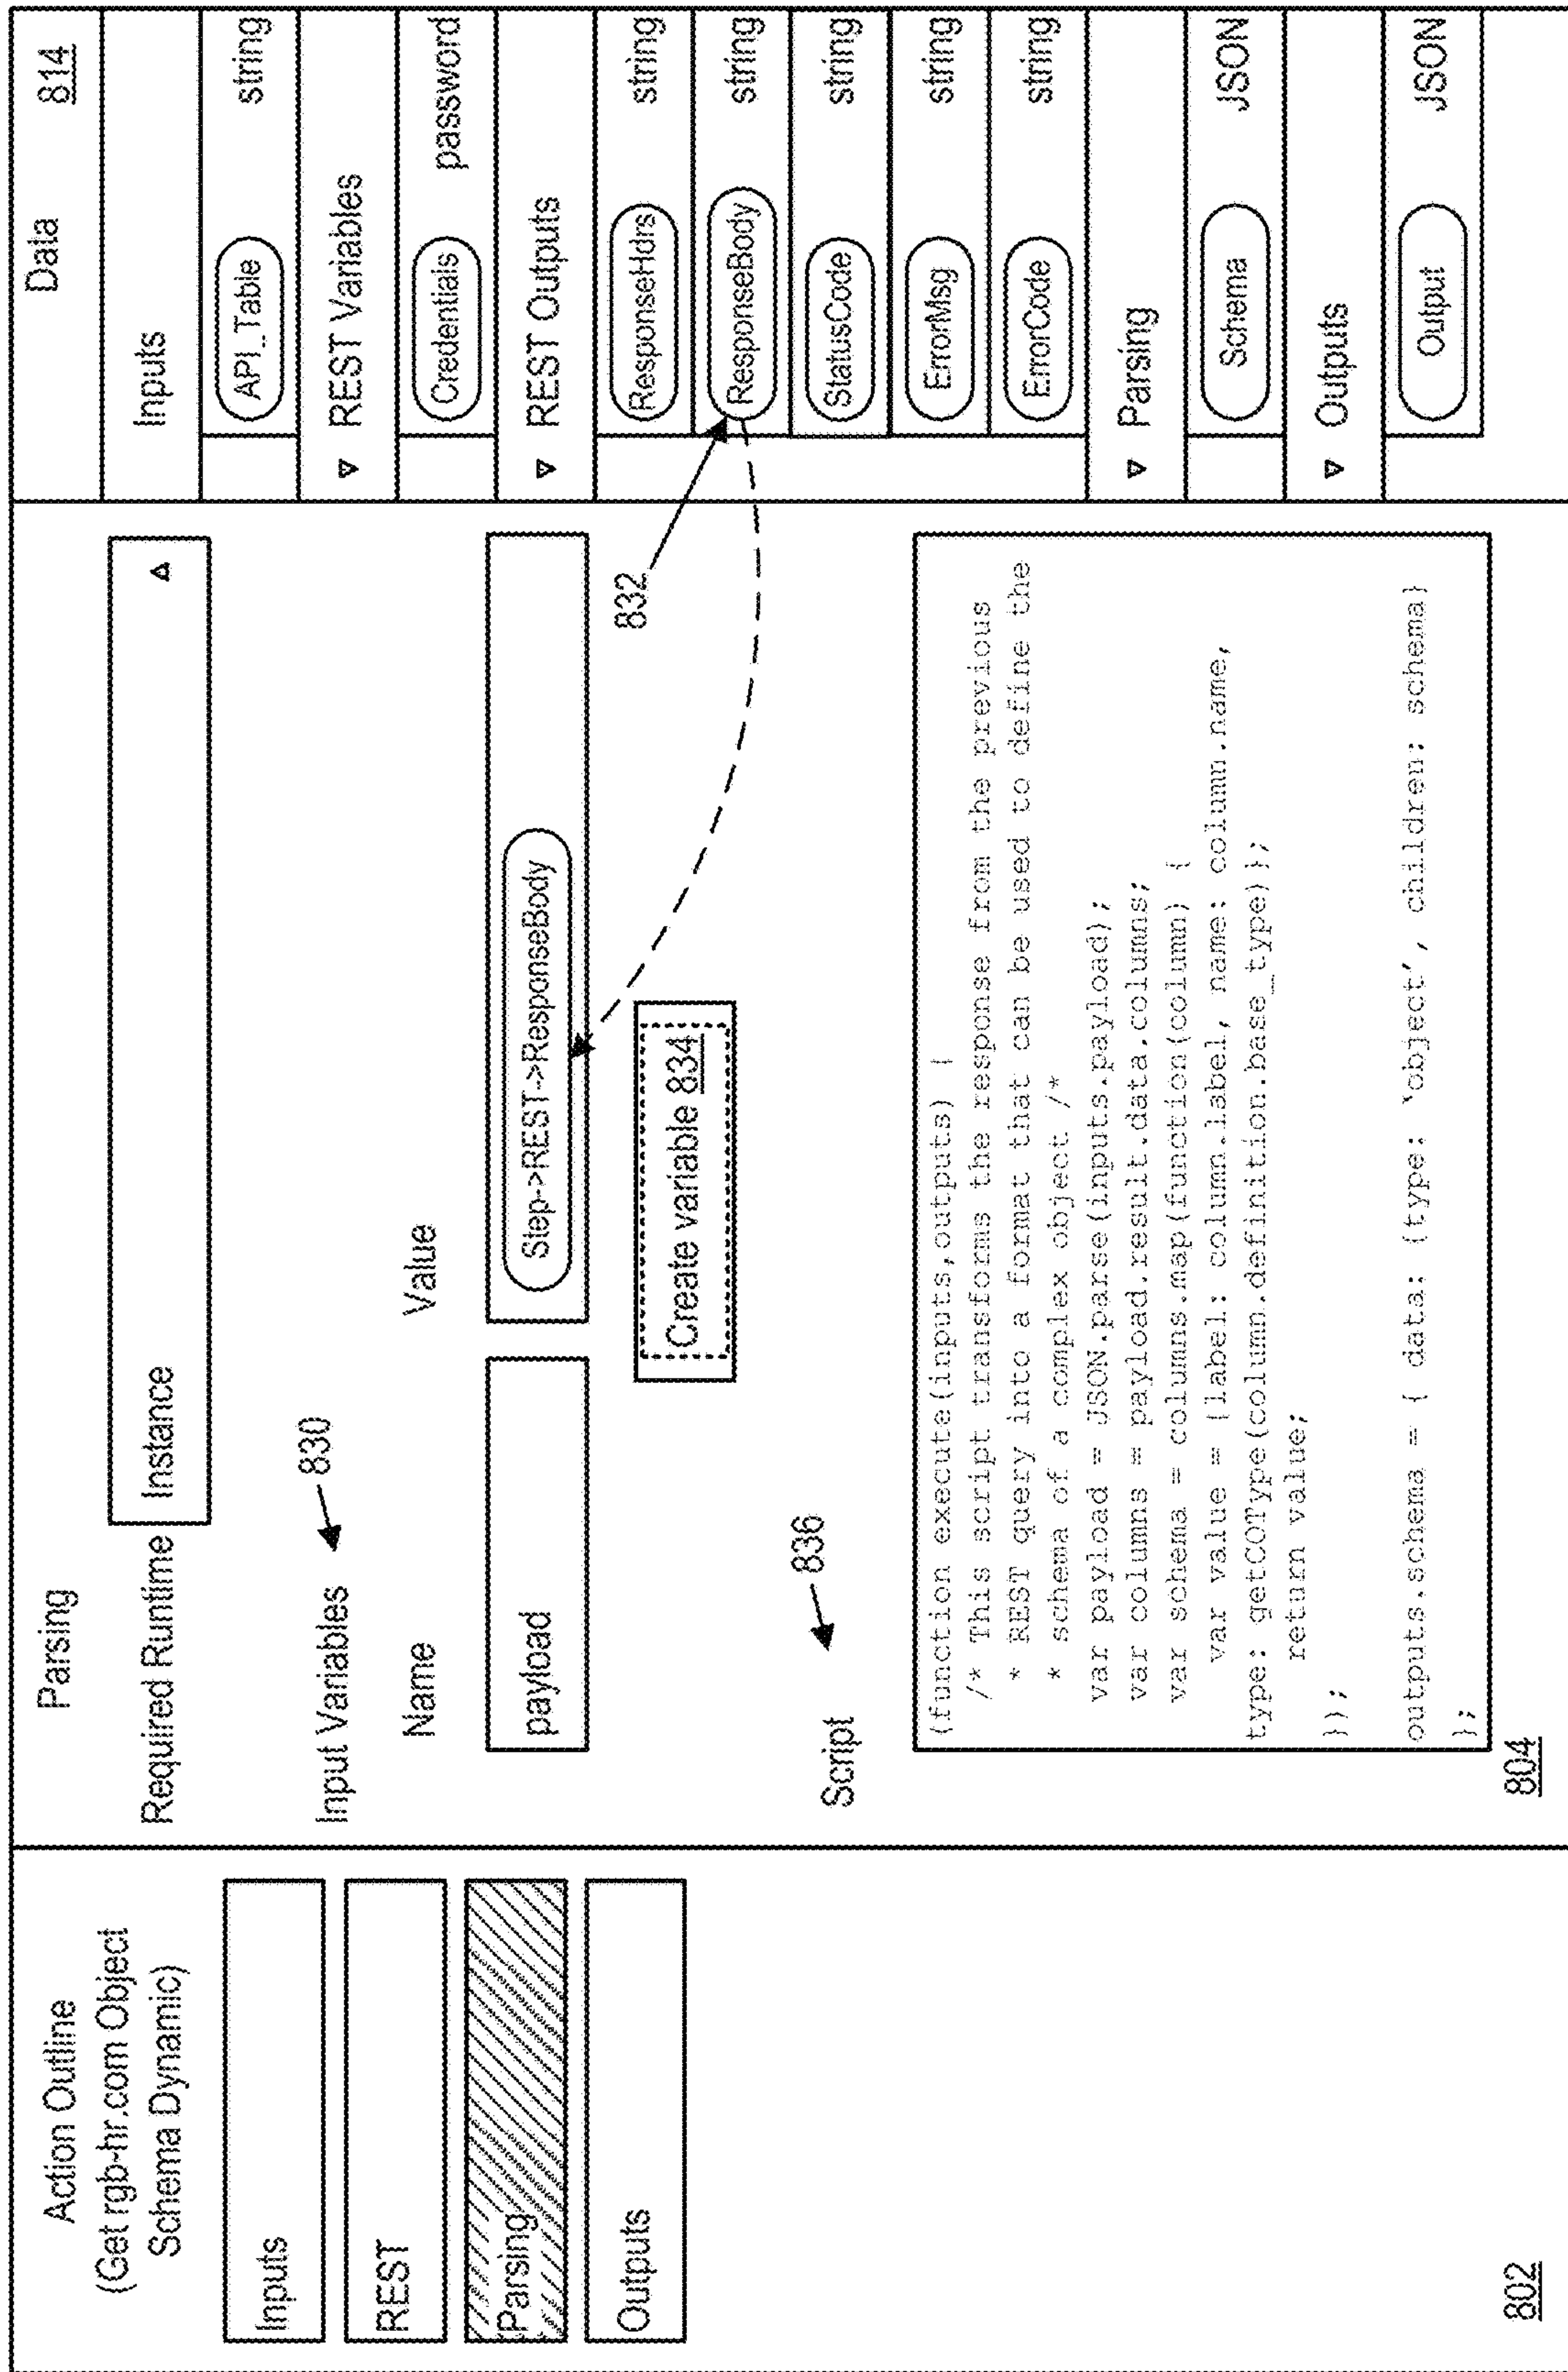 Action Outline
(Get rgb-hr.com Object
Schema Dynamic)
Inputs
REST
Parsing
Outputs
802
Parsing
Required Runtime
Instance
Input Variables
830
Name
Value
payload
Step->REST->ResponseBody
Create variable 834
832
Script
836
(function execute(inputs,outputs) {
/* This script transforms the response from the previous
* REST query into a format that can be used to define the
* schema of a complex object /*
var payload = JSON.parse(inputs.payload);
var columns = payload.result.data.columns;
var schema = columns.map(function(column) {
var value = {label: column.label, name: column.name,
type: getCOType(column.definition.base_type)};
return value;
});
outputs.schema = { data: {type: 'object', children: schema}
};
804
Data 814
Inputs
API_Table string
REST Variables
Credentials password
REST Outputs
ResponseHdrs string
ResponseBody string
StatusCode string
ErrorMsg string
ErrorCode string
Parsing
Schema JSON
Outputs
Output JSON